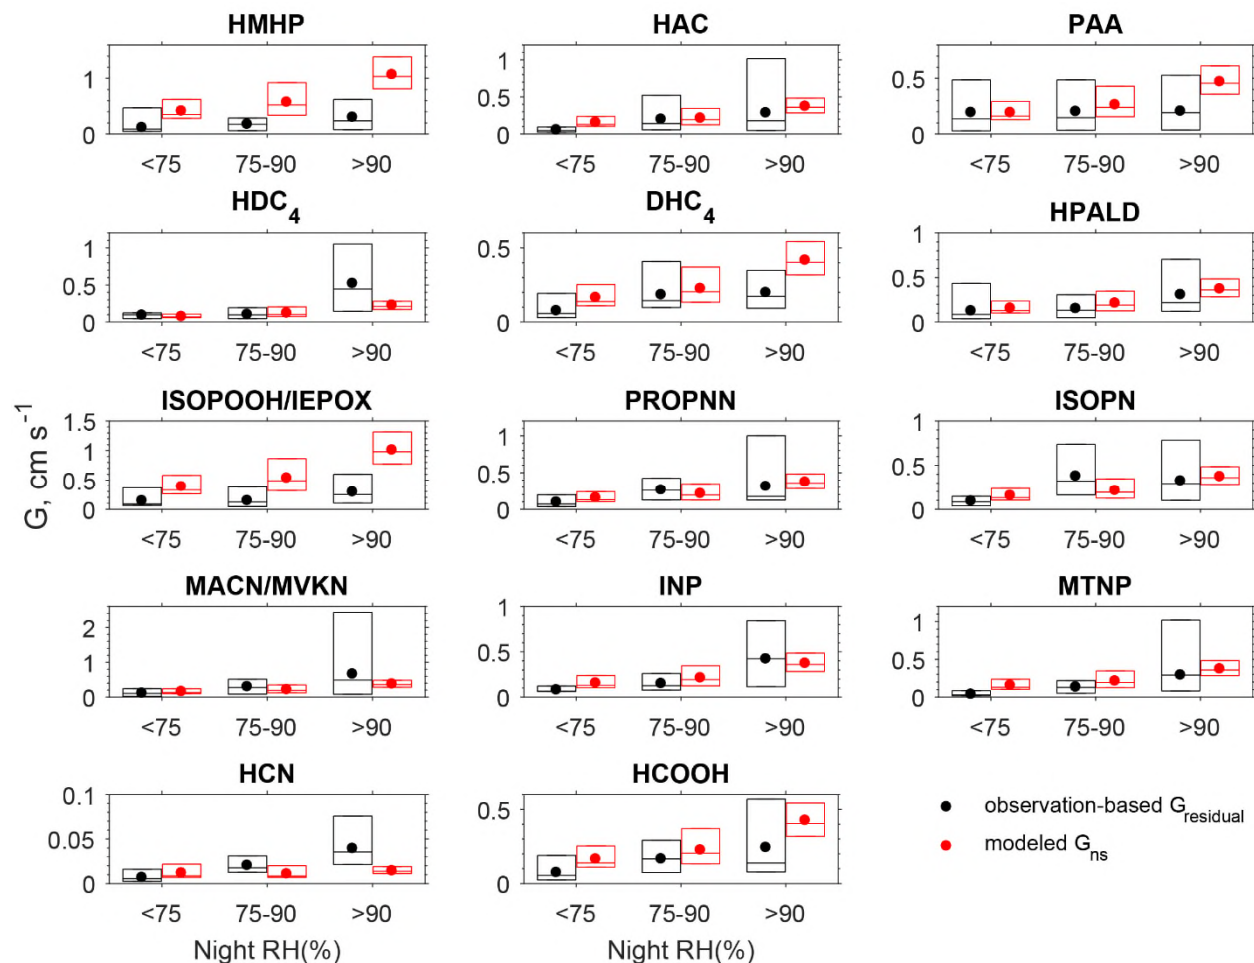 HMHP
HAC
PAA
1
0
<75 75-90 >90
1
0.5
0
<75 75-90 >90
0.5
0
<75 75-90 >90
HDC4
DHC4
HPALD
1
0.5
0
<75 75-90 >90
0.5
0
<75 75-90 >90
1
0.5
0
<75 75-90 >90
G, cm s-1
ISOPOOH/IEPOX
PROPNN
ISOPN
1.5
1
0.5
0
<75 75-90 >90
1
0.5
0
<75 75-90 >90
1
0.5
0
<75 75-90 >90
MACN/MVKN
INP
MTNP
2
1
0
<75 75-90 >90
1
0.5
0
<75 75-90 >90
1
0.5
0
<75 75-90 >90
HCN
HCOOH
0.1
0.05
0
<75 75-90 >90
0.5
0
<75 75-90 >90
observation-based Gresidual
modeled Gns
Night RH(%)
Night RH(%)